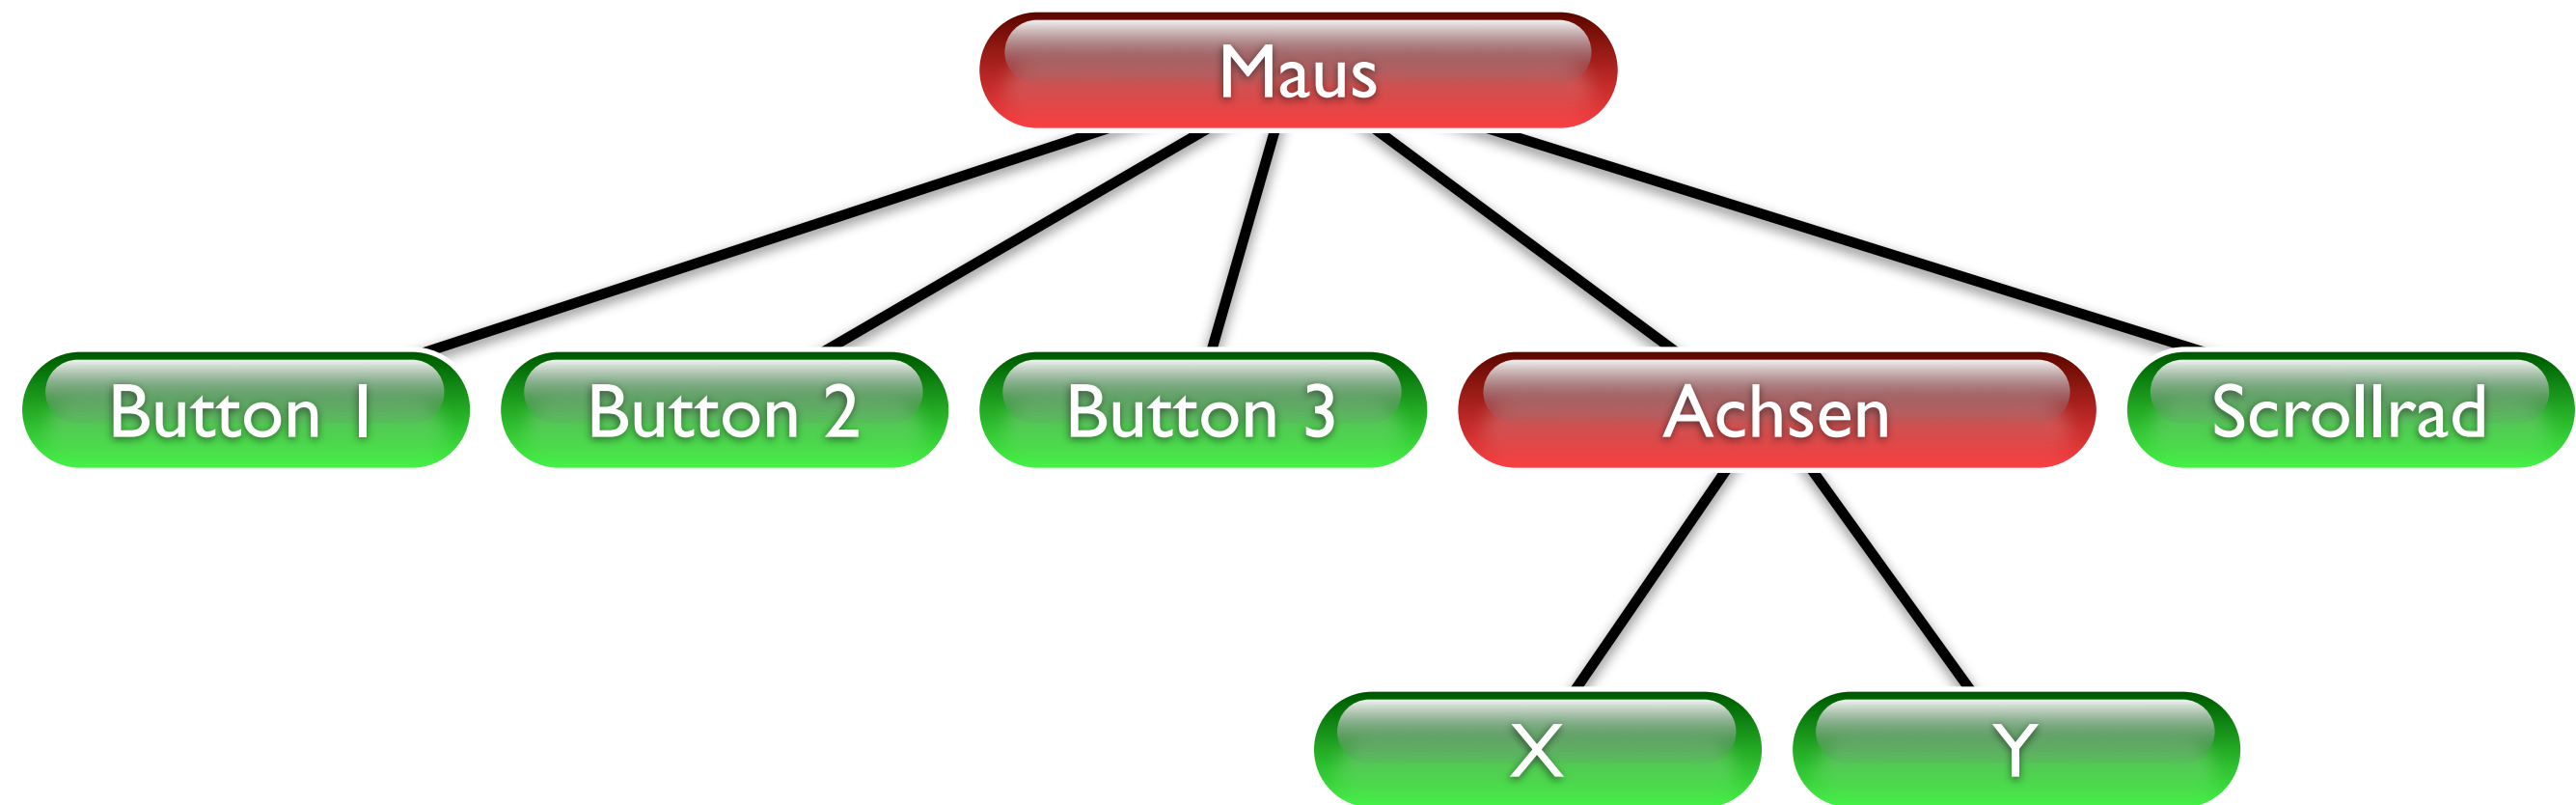 Maus
Button 1
Button 2
Button 3
Achsen
Scrollrad
X
Y